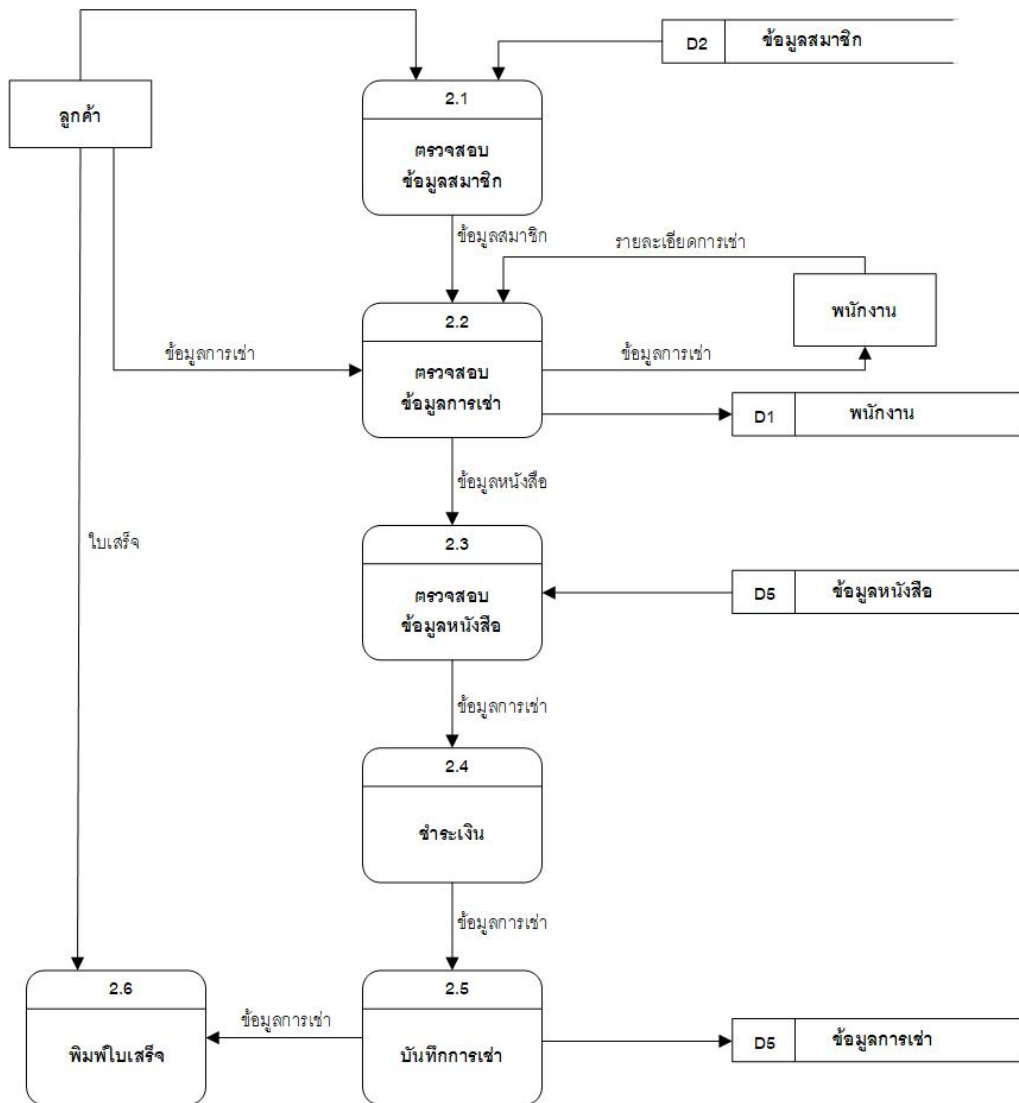 D2 ข้อมูลสมาชิก
ลูกค้า
2.1
ตรวจสอบ
ข้อมูลสมาชิก
ข้อมูลสมาชิก
รายละเอียดการเช่า
พนักงาน
2.2
ตรวจสอบ
ข้อมูลการเช่า
ข้อมูลการเช่า
ข้อมูลการเช่า
D1 พนักงาน
ข้อมูลหนังสือ
ใบเสร็จ
2.3
ตรวจสอบ
ข้อมูลหนังสือ
D5 ข้อมูลหนังสือ
ข้อมูลการเช่า
2.4
ชำระเงิน
ข้อมูลการเช่า
2.6
พิมพ์ใบเสร็จ
ข้อมูลการเช่า
2.5
บันทึกการเช่า
D5 ข้อมูลการเช่า